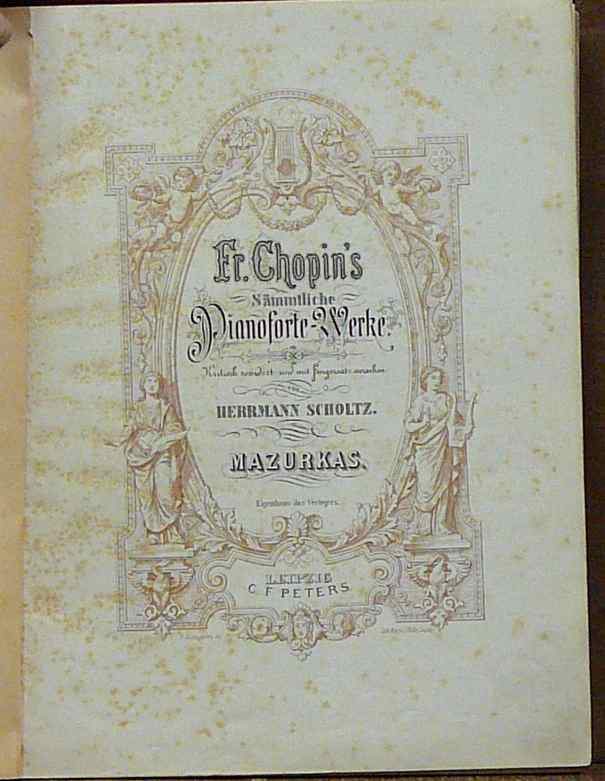 Fr. Chopin's
Sämmtliche
Pianoforte-Werke.
Kritisch revidirt und mit Fingersatz versehen
von
HERRMANN SCHOLTZ.
MAZURKAS.
Eigenthum des Verlegers.
LEIPZIG
C. F. PETERS